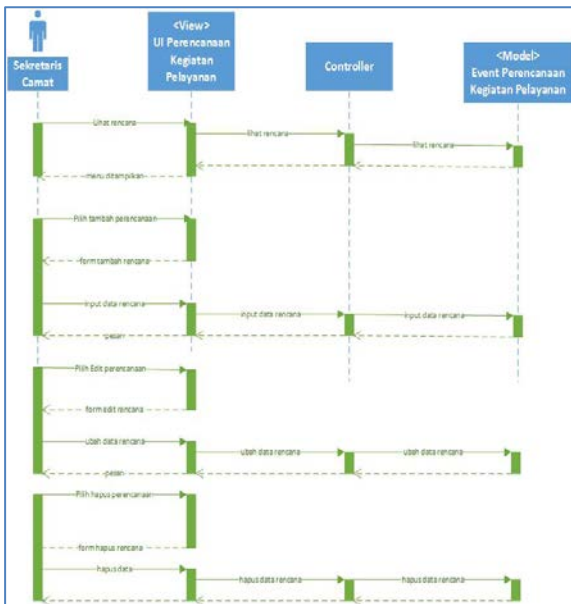 <View>
UI Perencanaan
Kegiatan
Pelayanan
Sekretaris
Camat
Controller
<Model>
Event Perencanaan
Kegiatan Pelayanan
Lihat rencana
lihat rencana
lihat rencana
menu ditampilkan
Pilih tambah perencanaan
form tambah rencana
input data rencana
input data rencana
input data rencana
pesan
Pilih Edit perencanaan
form edit rencana
ubah data rencana
ubah data rencana
ubah data rencana
pesan
Pilih hapus perencanaan
form hapus rencana
hapus data
hapus data rencana
hapus data rencana